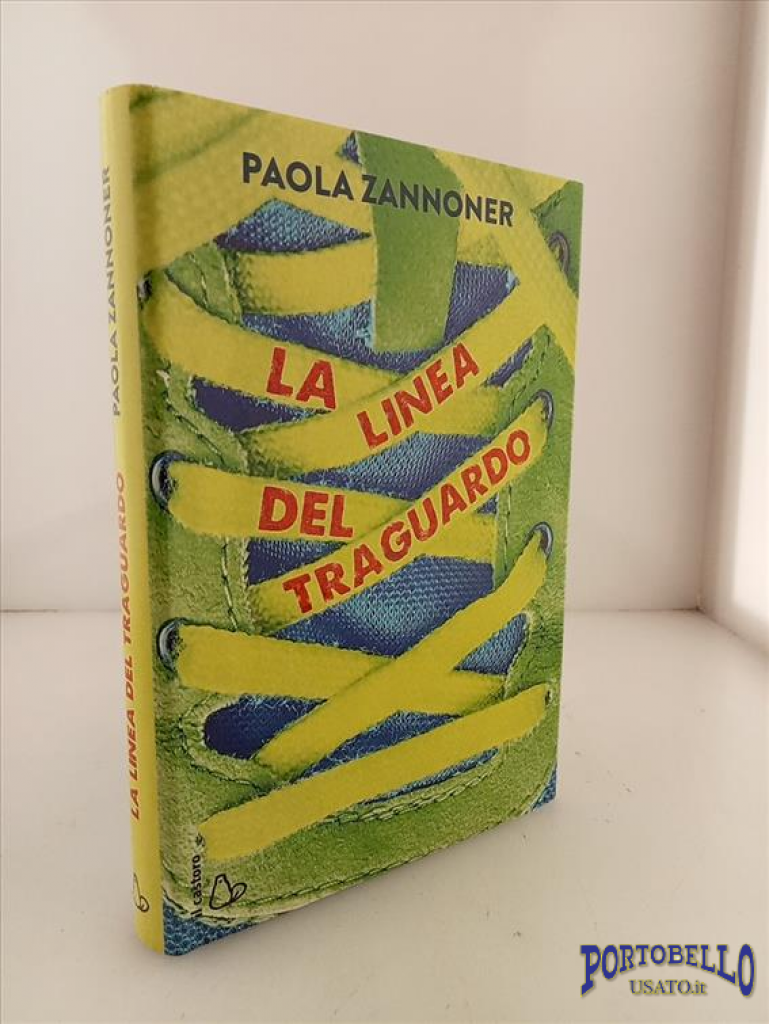 PAOLA ZANNONER
LA
LINEA
DEL
TRAGUARDO
il castoro
LA LINEA DEL TRAGUARDO PAOLA ZANNONER
PORTOBELLO
USATO.it